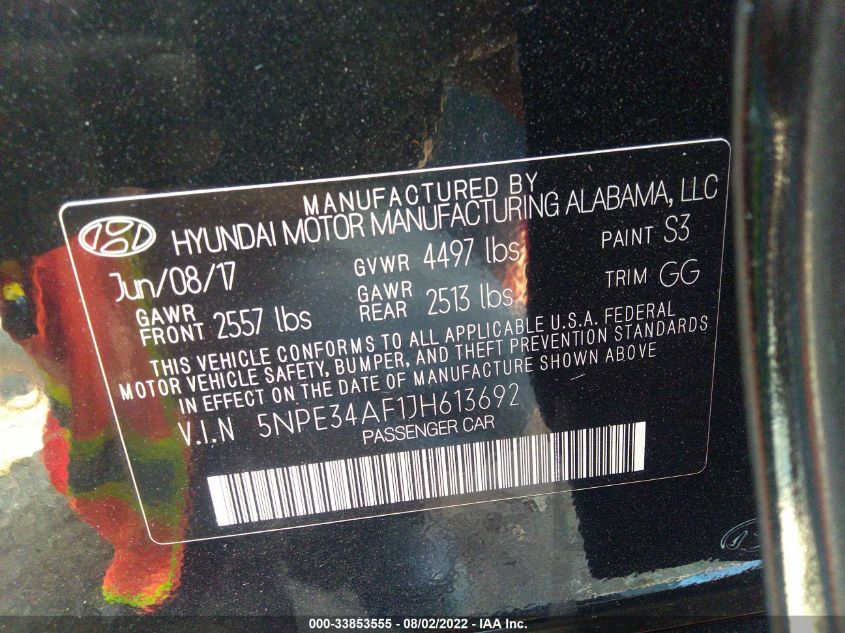 MANUFACTURED BY
HYUNDAI MOTOR MANUFACTURING ALABAMA, LLC
Jun/08/17 GVWR 4497 lbs PAINT S3
GAWR FRONT 2557 lbs GAWR REAR 2513 lbs TRIM GG
THIS VEHICLE CONFORMS TO ALL APPLICABLE U.S.A. FEDERAL
MOTOR VEHICLE SAFETY, BUMPER, AND THEFT PREVENTION STANDARDS
IN EFFECT ON THE DATE OF MANUFACTURE SHOWN ABOVE
V.I.N 5NPE34AF1JH613692
PASSENGER CAR
000-33853555 - 08/02/2022 - IAA Inc.